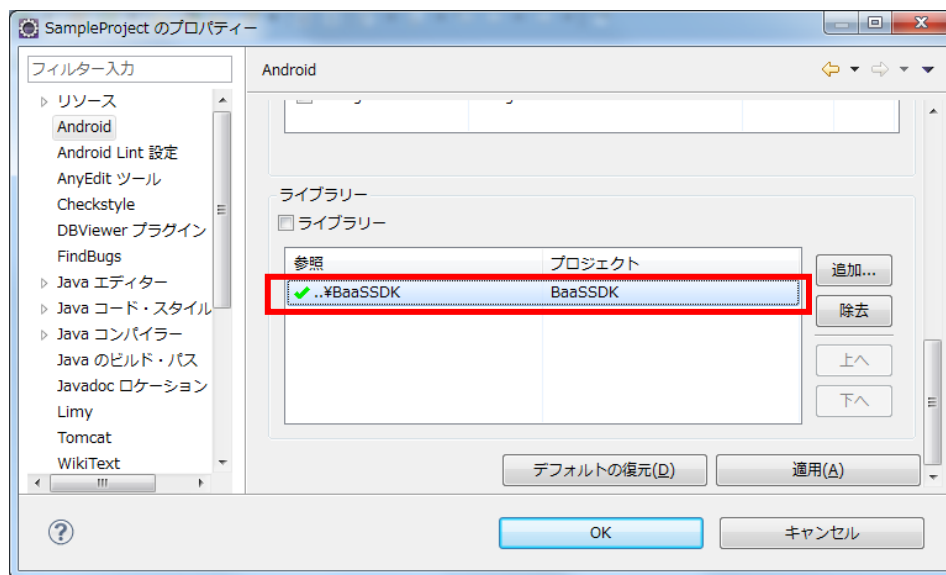 SampleProject のプロパティー
フィルター入力
リソース
Android
Android Lint 設定
AnyEdit ツール
Checkstyle
DBViewer プラグイン
FindBugs
Java エディター
Java コード・スタイル
Java コンパイラー
Java のビルド・パス
Javadoc ロケーション
Limy
Tomcat
WikiText
Android
ライブラリー
ライブラリー
参照 プロジェクト
..¥BaaSSDK BaaSSDK
追加...
除去
上へ
下へ
デフォルトの復元(D) 適用(A)
OK キャンセル